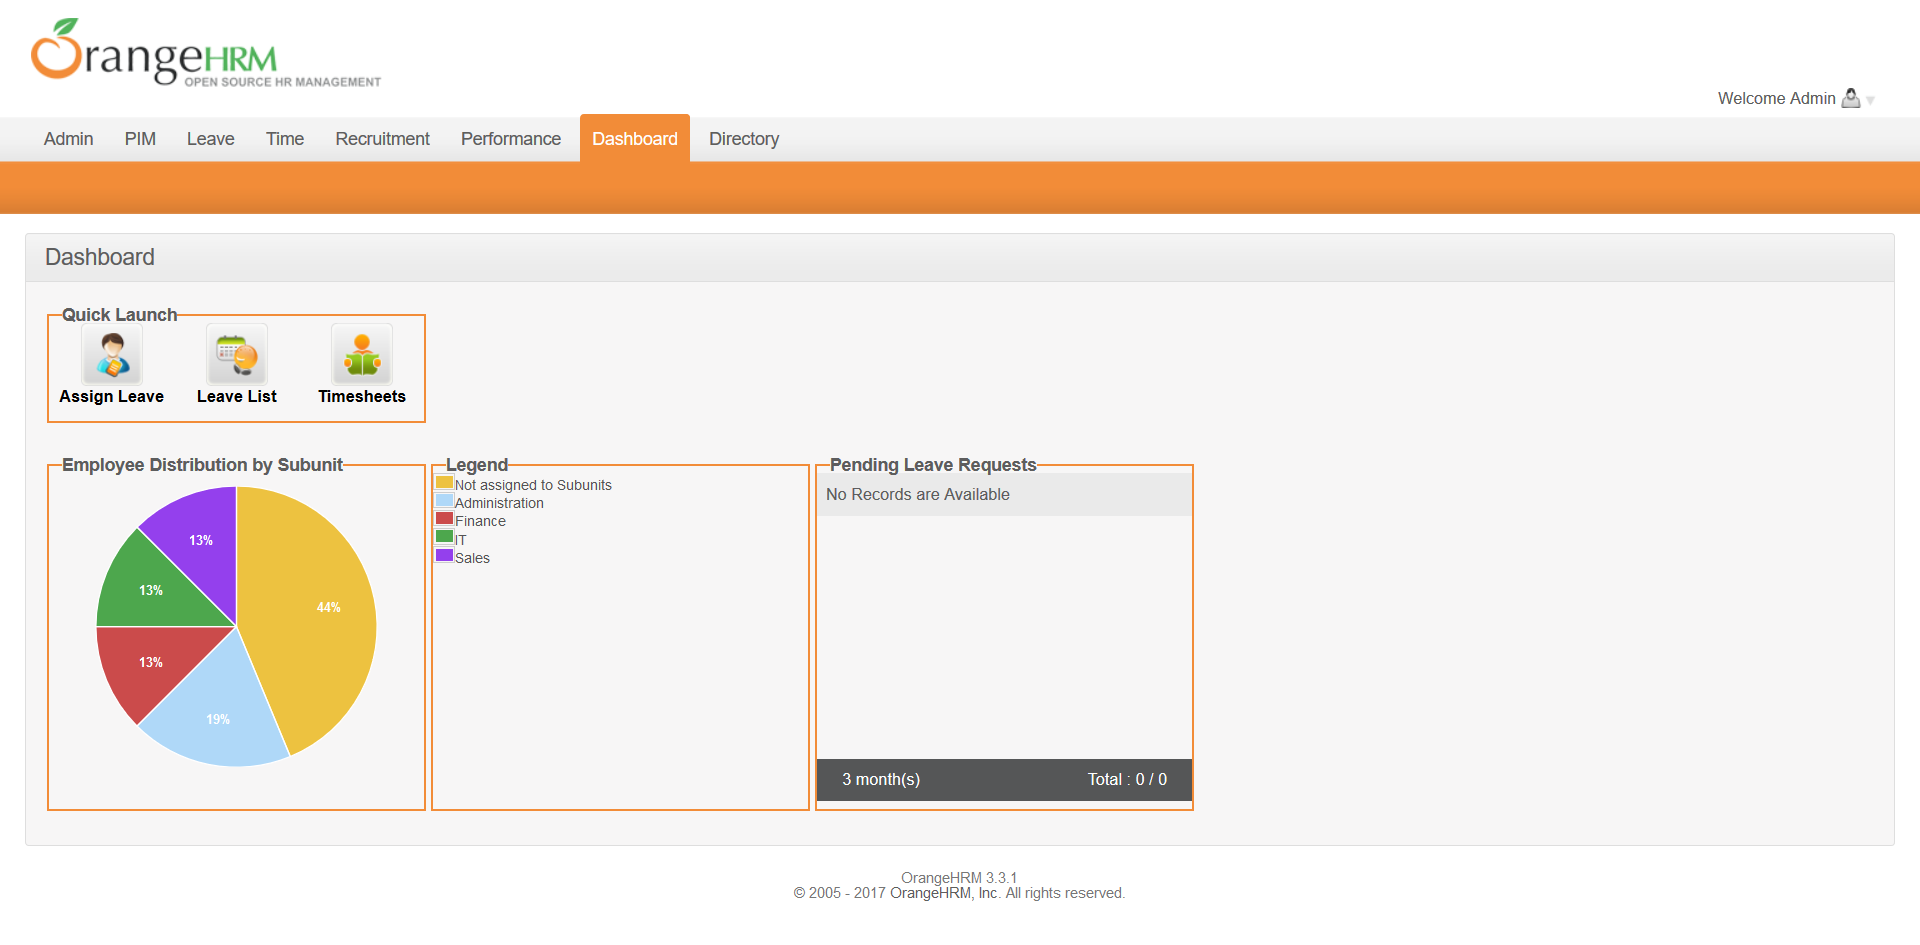 OrangeHRM
OPEN SOURCE HR MANAGEMENT
Welcome Admin
Admin PIM Leave Time Recruitment Performance Dashboard Directory
Dashboard
Quick Launch
Assign Leave Leave List Timesheets
Employee Distribution by Subunit
13%
13%
44%
13%
19%
Legend
Not assigned to Subunits
Administration
Finance
IT
Sales
Pending Leave Requests
No Records are Available
3 month(s) Total : 0 / 0
OrangeHRM 3.3.1
© 2005 - 2017 OrangeHRM, Inc. All rights reserved.